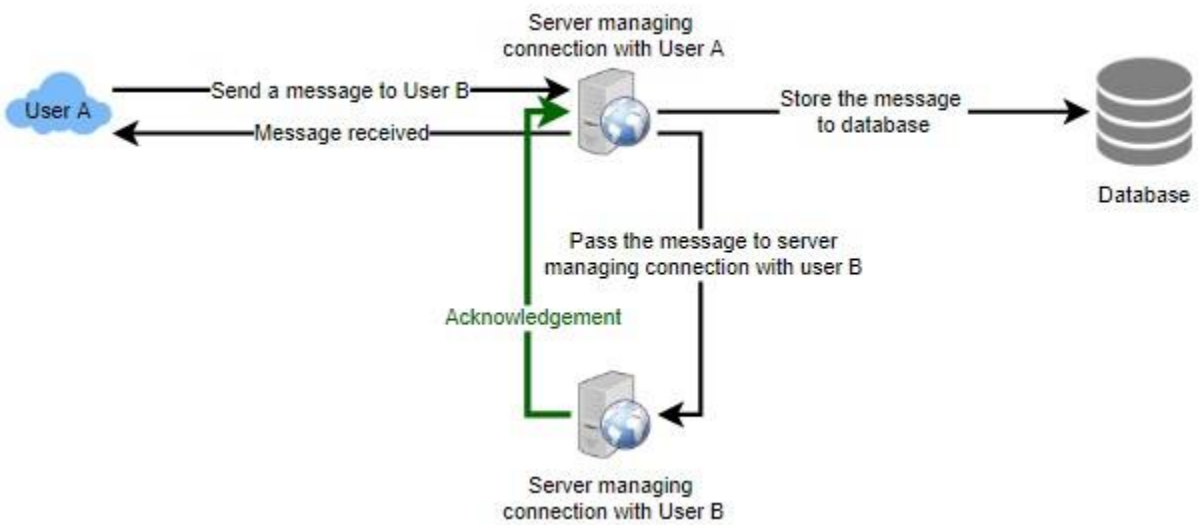 Server managing
connection with User A
User A
Send a message to User B
Message received
Store the message
to database
Database
Pass the message to server
managing connection with user B
Acknowledgement
Server managing
connection with User B